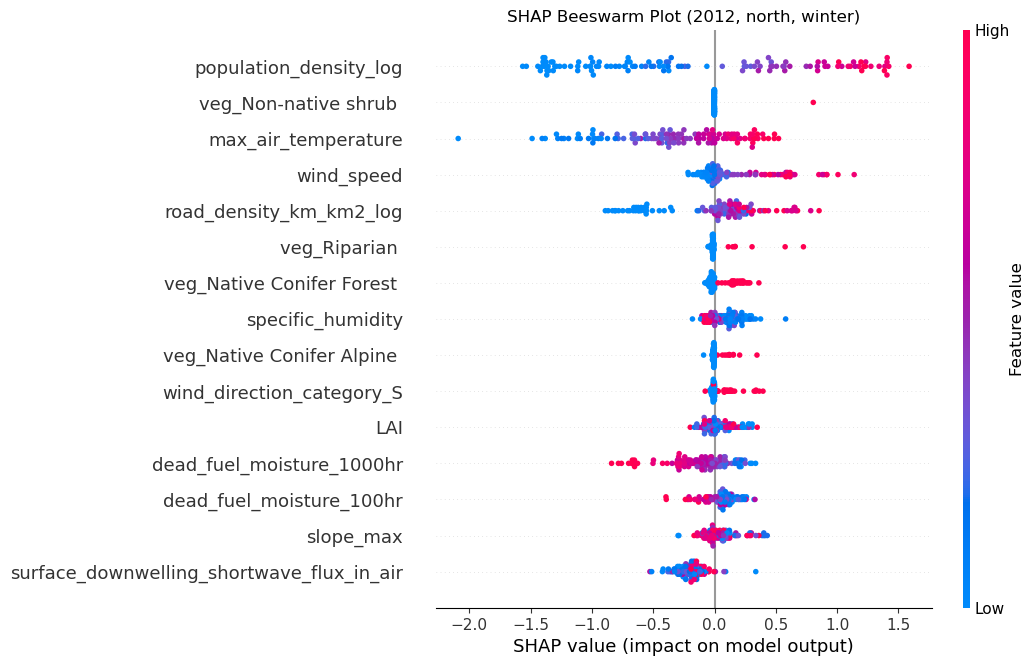 SHAP Beeswarm Plot (2012, north, winter)
High
population_density_log
veg_Non-native shrub
max_air_temperature
wind_speed
road_density_km_km2_log
veg_Riparian
veg_Native Conifer Forest
specific_humidity
veg_Native Conifer Alpine
wind_direction_category_S
LAI
dead_fuel_moisture_1000hr
dead_fuel_moisture_100hr
slope_max
surface_downwelling_shortwave_flux_in_air
Feature value
Low
−2.0 −1.5 −1.0 −0.5 0.0 0.5 1.0 1.5
SHAP value (impact on model output)